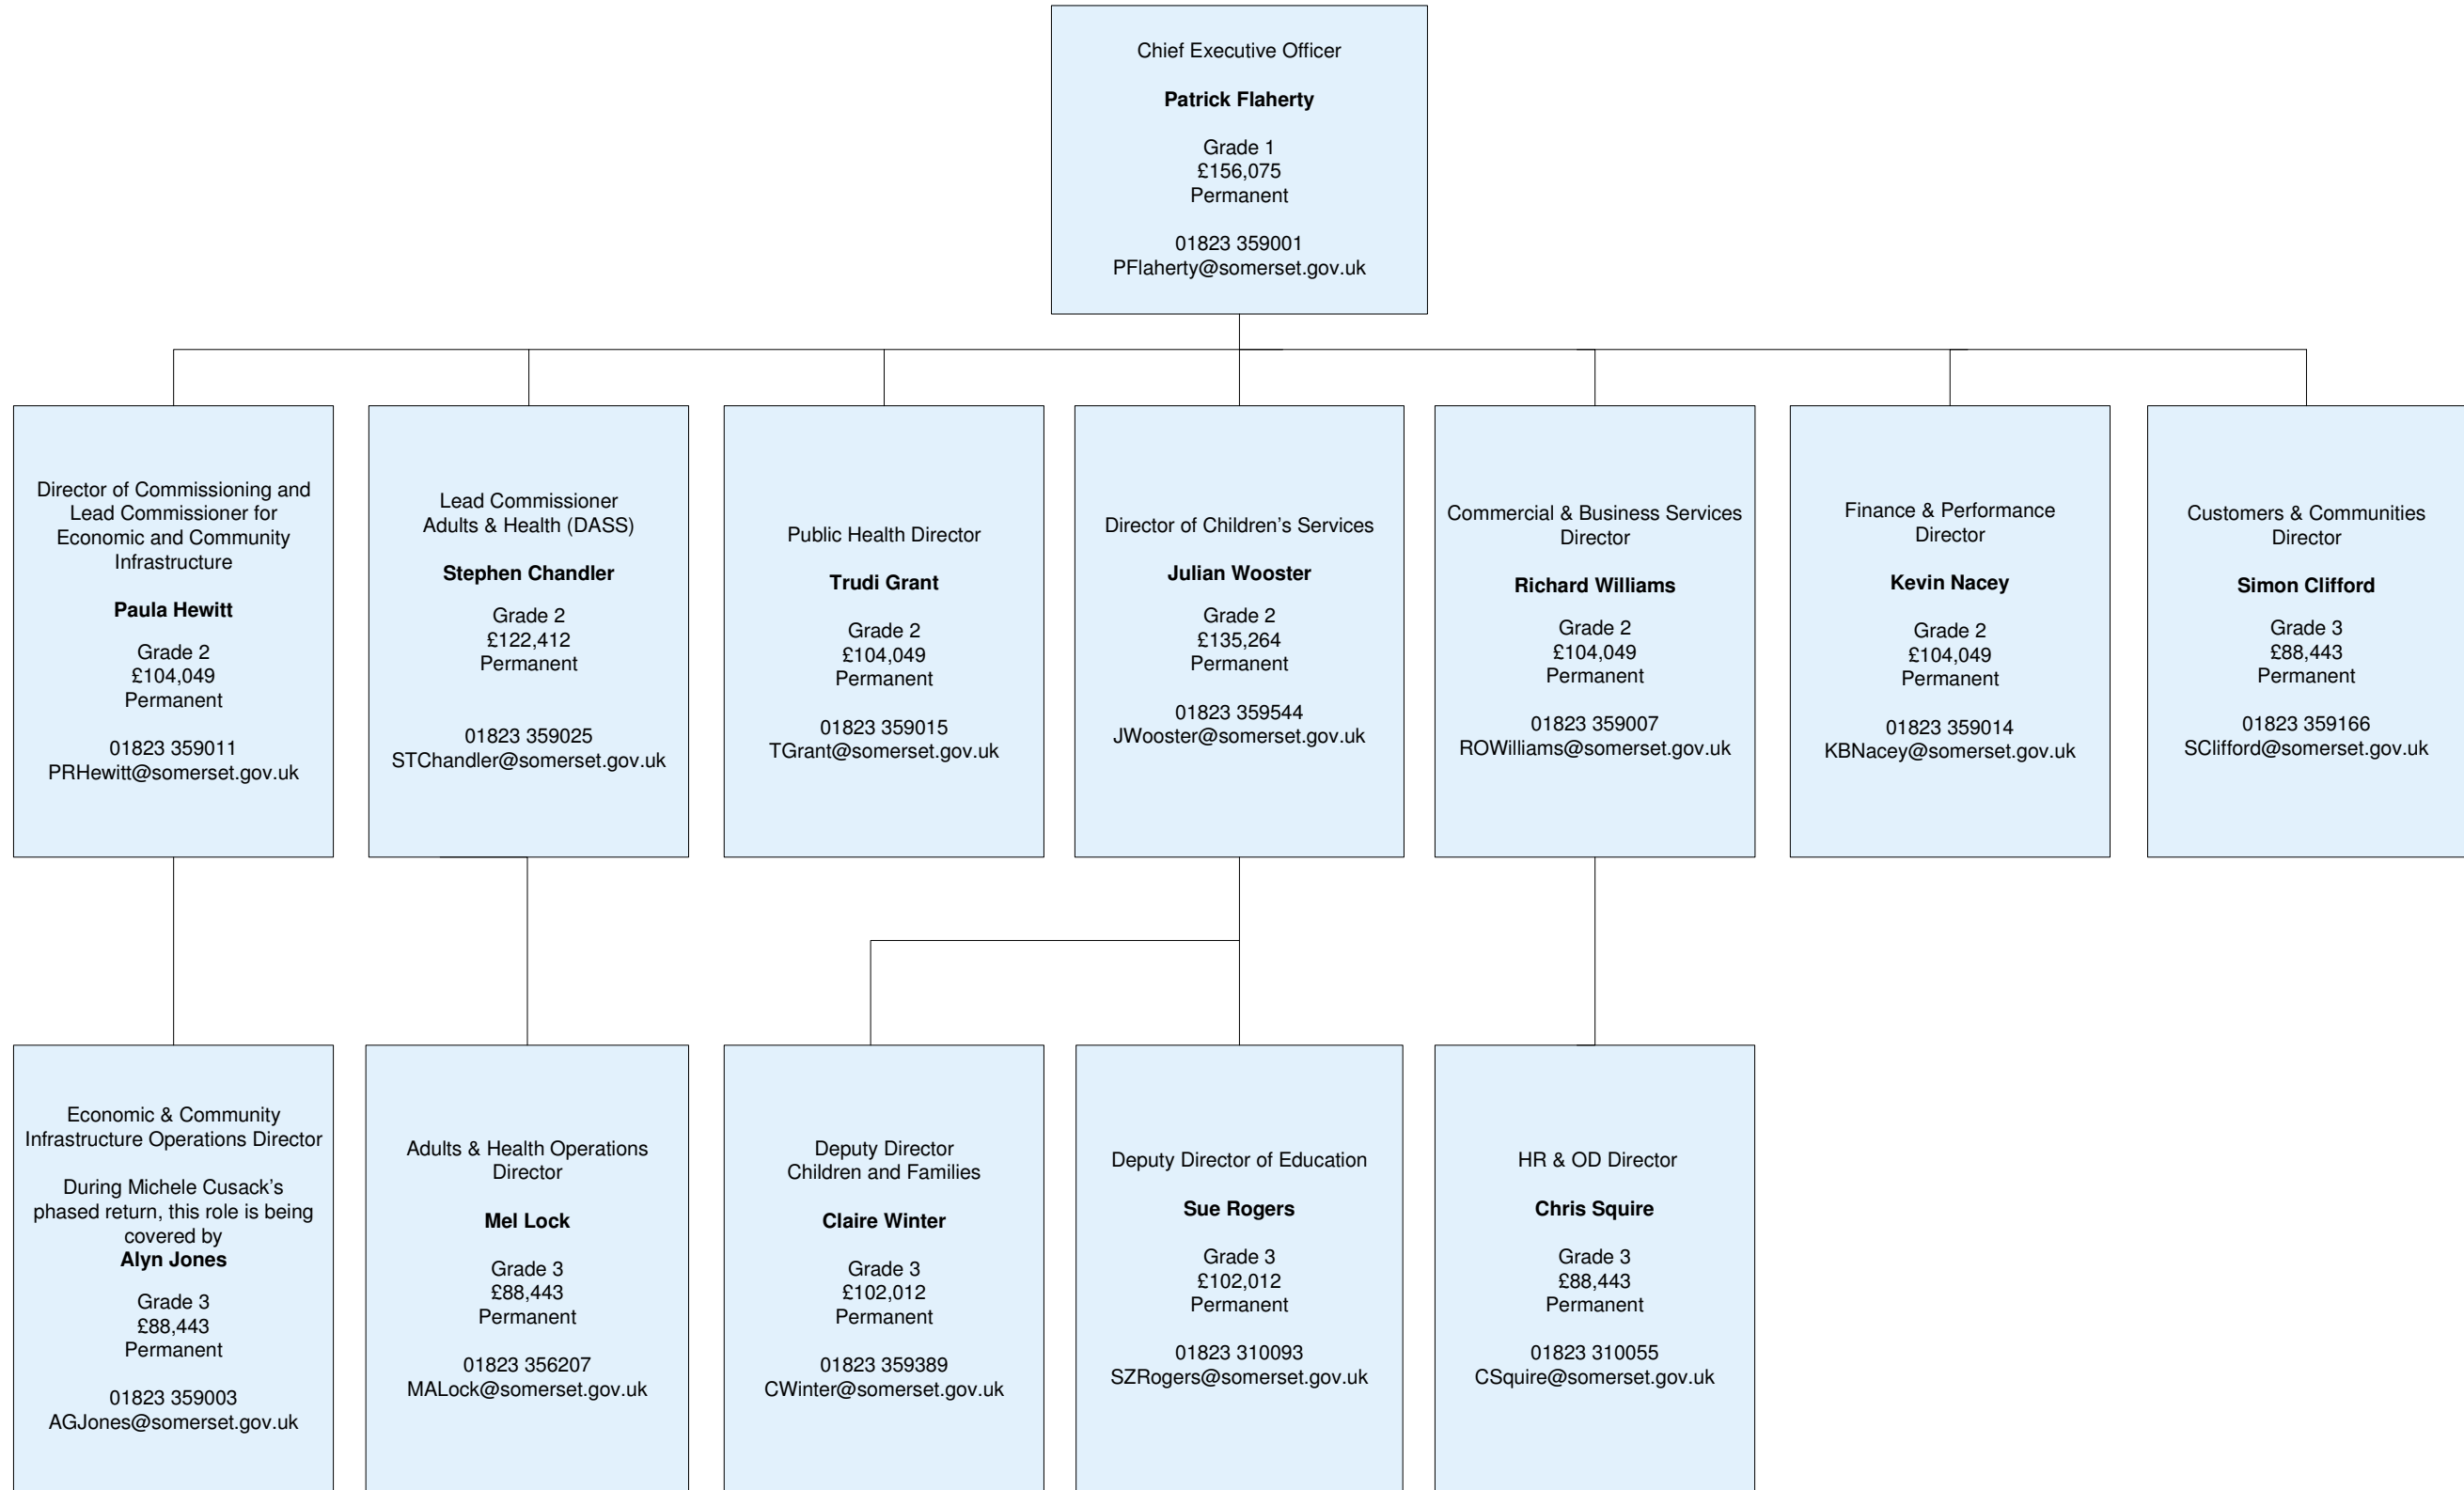 Chief Executive Officer
Patrick Flaherty
Grade 1
£156,075
Permanent
01823 359001
PFlaherty@somerset.gov.uk
Director of Commissioning and
Lead Commissioner for
Economic and Community
Infrastructure
Paula Hewitt
Grade 2
£104,049
Permanent
01823 359011
PRHewitt@somerset.gov.uk
Lead Commissioner
Adults & Health (DASS)
Stephen Chandler
Grade 2
£122,412
Permanent
01823 359025
STChandler@somerset.gov.uk
Public Health Director
Trudi Grant
Grade 2
£104,049
Permanent
01823 359015
TGrant@somerset.gov.uk
Director of Children’s Services
Julian Wooster
Grade 2
£135,264
Permanent
01823 359544
JWooster@somerset.gov.uk
Commercial & Business Services
Director
Richard Williams
Grade 2
£104,049
Permanent
01823 359007
ROWilliams@somerset.gov.uk
Finance & Performance
Director
Kevin Nacey
Grade 2
£104,049
Permanent
01823 359014
KBNacey@somerset.gov.uk
Customers & Communities
Director
Simon Clifford
Grade 3
£88,443
Permanent
01823 359166
SClifford@somerset.gov.uk
Economic & Community
Infrastructure Operations Director
During Michele Cusack’s
phased return, this role is being
covered by
Alyn Jones
Grade 3
£88,443
Permanent
01823 359003
AGJones@somerset.gov.uk
Adults & Health Operations
Director
Mel Lock
Grade 3
£88,443
Permanent
01823 356207
MALock@somerset.gov.uk
Deputy Director
Children and Families
Claire Winter
Grade 3
£102,012
Permanent
01823 359389
CWinter@somerset.gov.uk
Deputy Director of Education
Sue Rogers
Grade 3
£102,012
Permanent
01823 310093
SZRogers@somerset.gov.uk
HR & OD Director
Chris Squire
Grade 3
£88,443
Permanent
01823 310055
CSquire@somerset.gov.uk